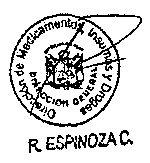 Dirección de Medicamentos, Insumos y Drogas
DIRECCION GENERAL
R. ESPINOZA C.